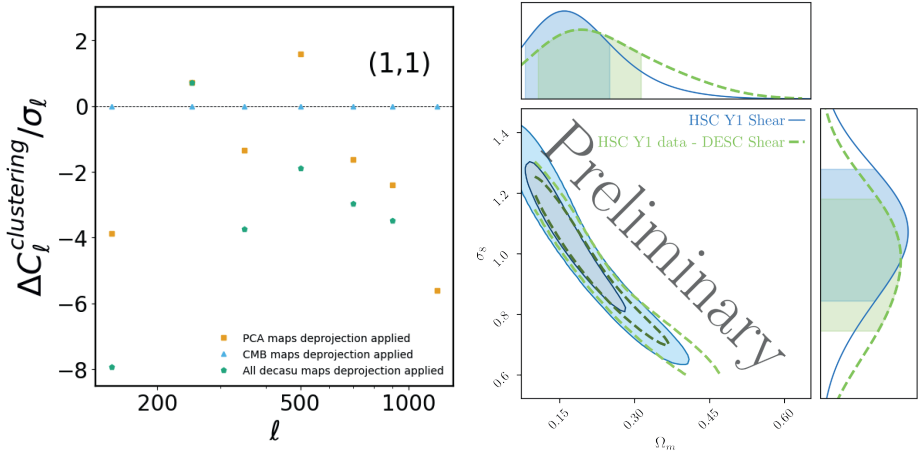 2
0
−2
−4
−6
−8
200
500
1000
ℓ
ΔC_ℓ^{clustering}/σ_ℓ
(1,1)
PCA maps deprojection applied
CMB maps deprojection applied
All decasu maps deprojection applied
HSC Y1 Shear
HSC Y1 data - DESC Shear
Preliminary
1.4
1.2
1.0
0.8
0.6
σ₈
0.15
0.30
0.45
0.60
Ωₘ